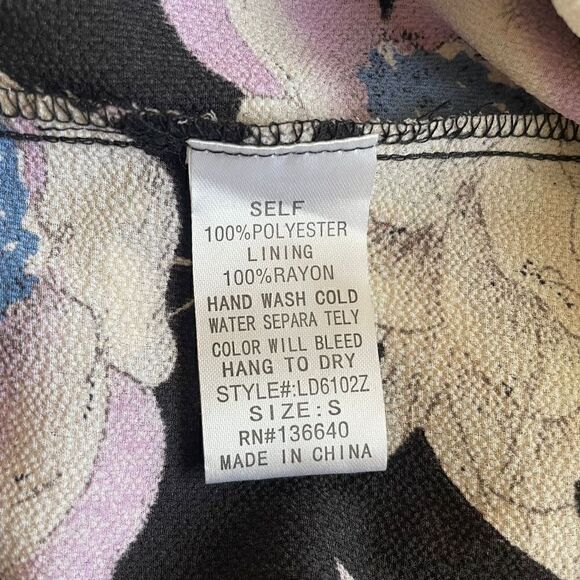 SELF
100%POLYESTER
LINING
100%RAYON
HAND WASH COLD
WATER SEPARA TELY
COLOR WILL BLEED
HANG TO DRY
STYLE#:LD6102Z
SIZE:S
RN#136640
MADE IN CHINA